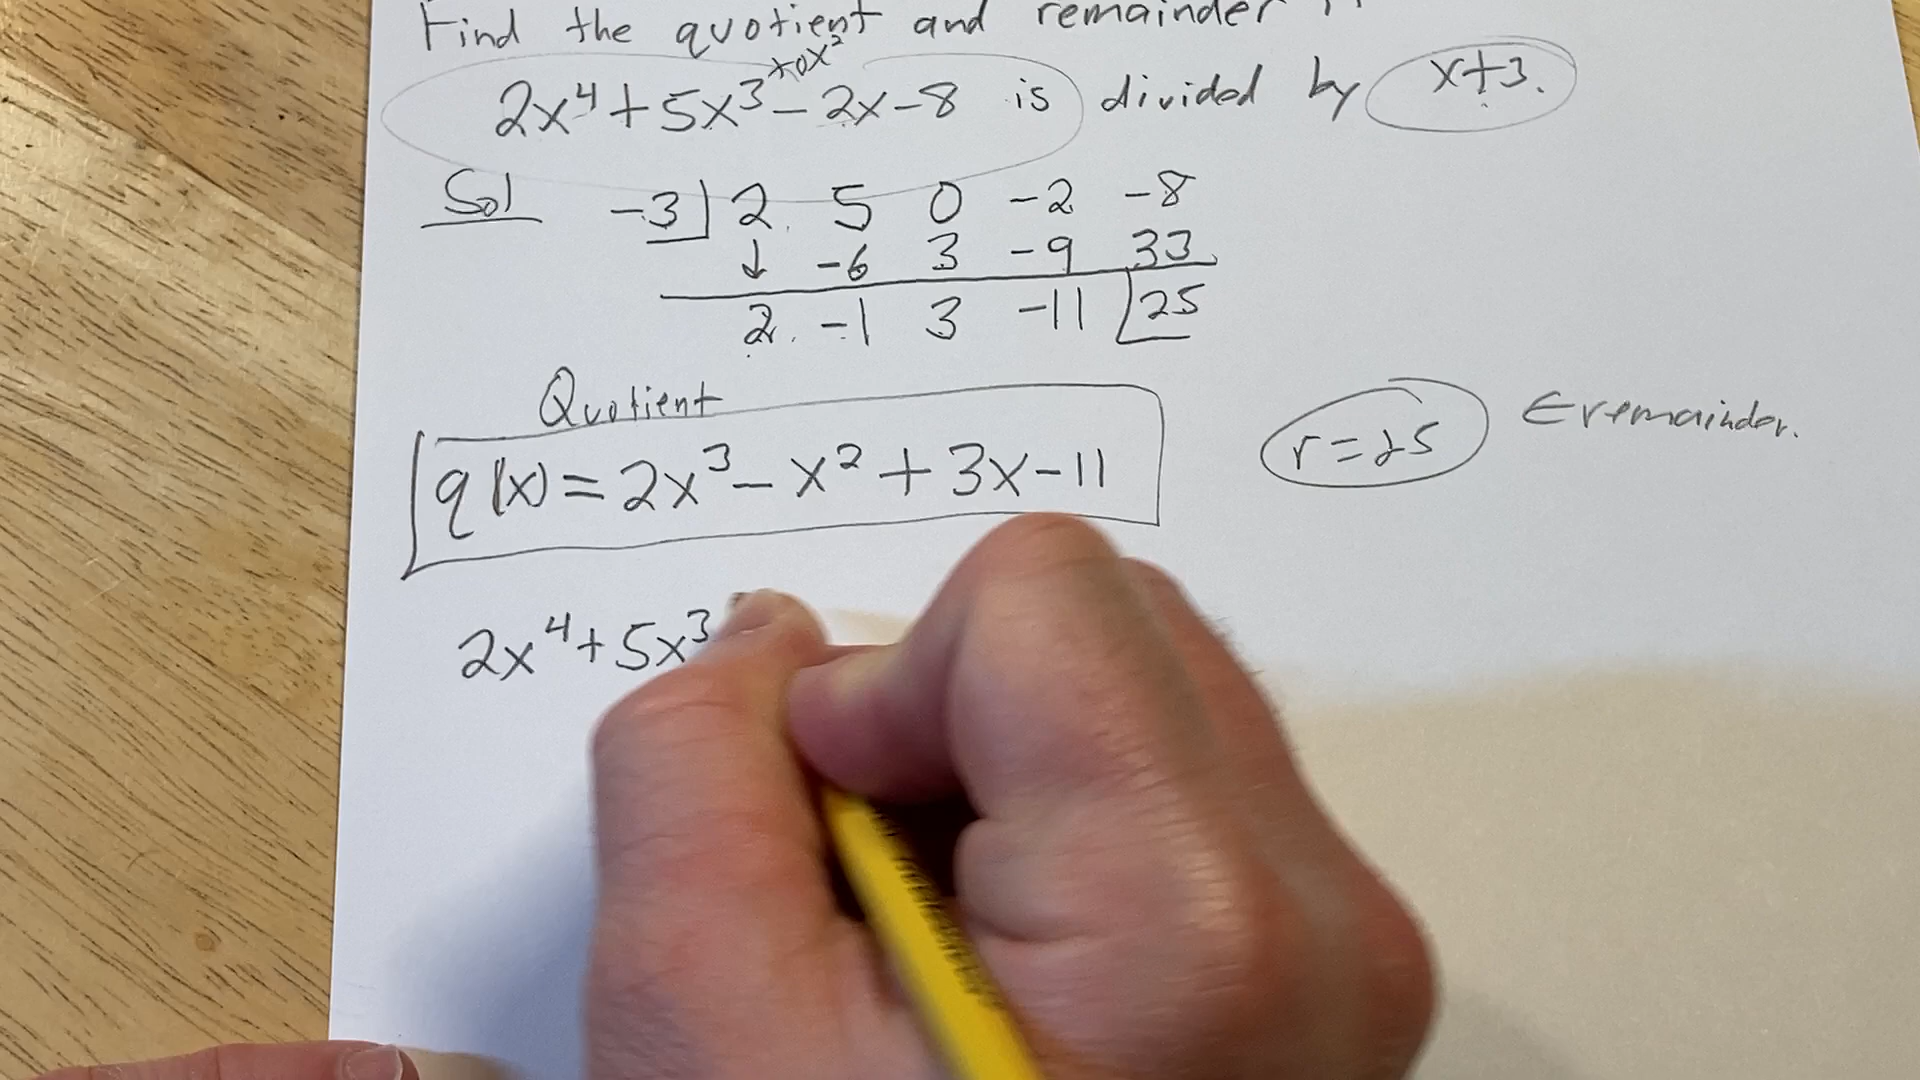 Find the quotient and remainder if
+0x²
2x⁴ + 5x³ − 2x − 8 is divided by x+3.
Sol -3 2 5 0 -2 -8
↓ -6 3 -9 33
2 -1 3 -11 25
Quotient
q(x) = 2x³ − x² + 3x − 11
r=25 ← remainder.
2x⁴ + 5x³